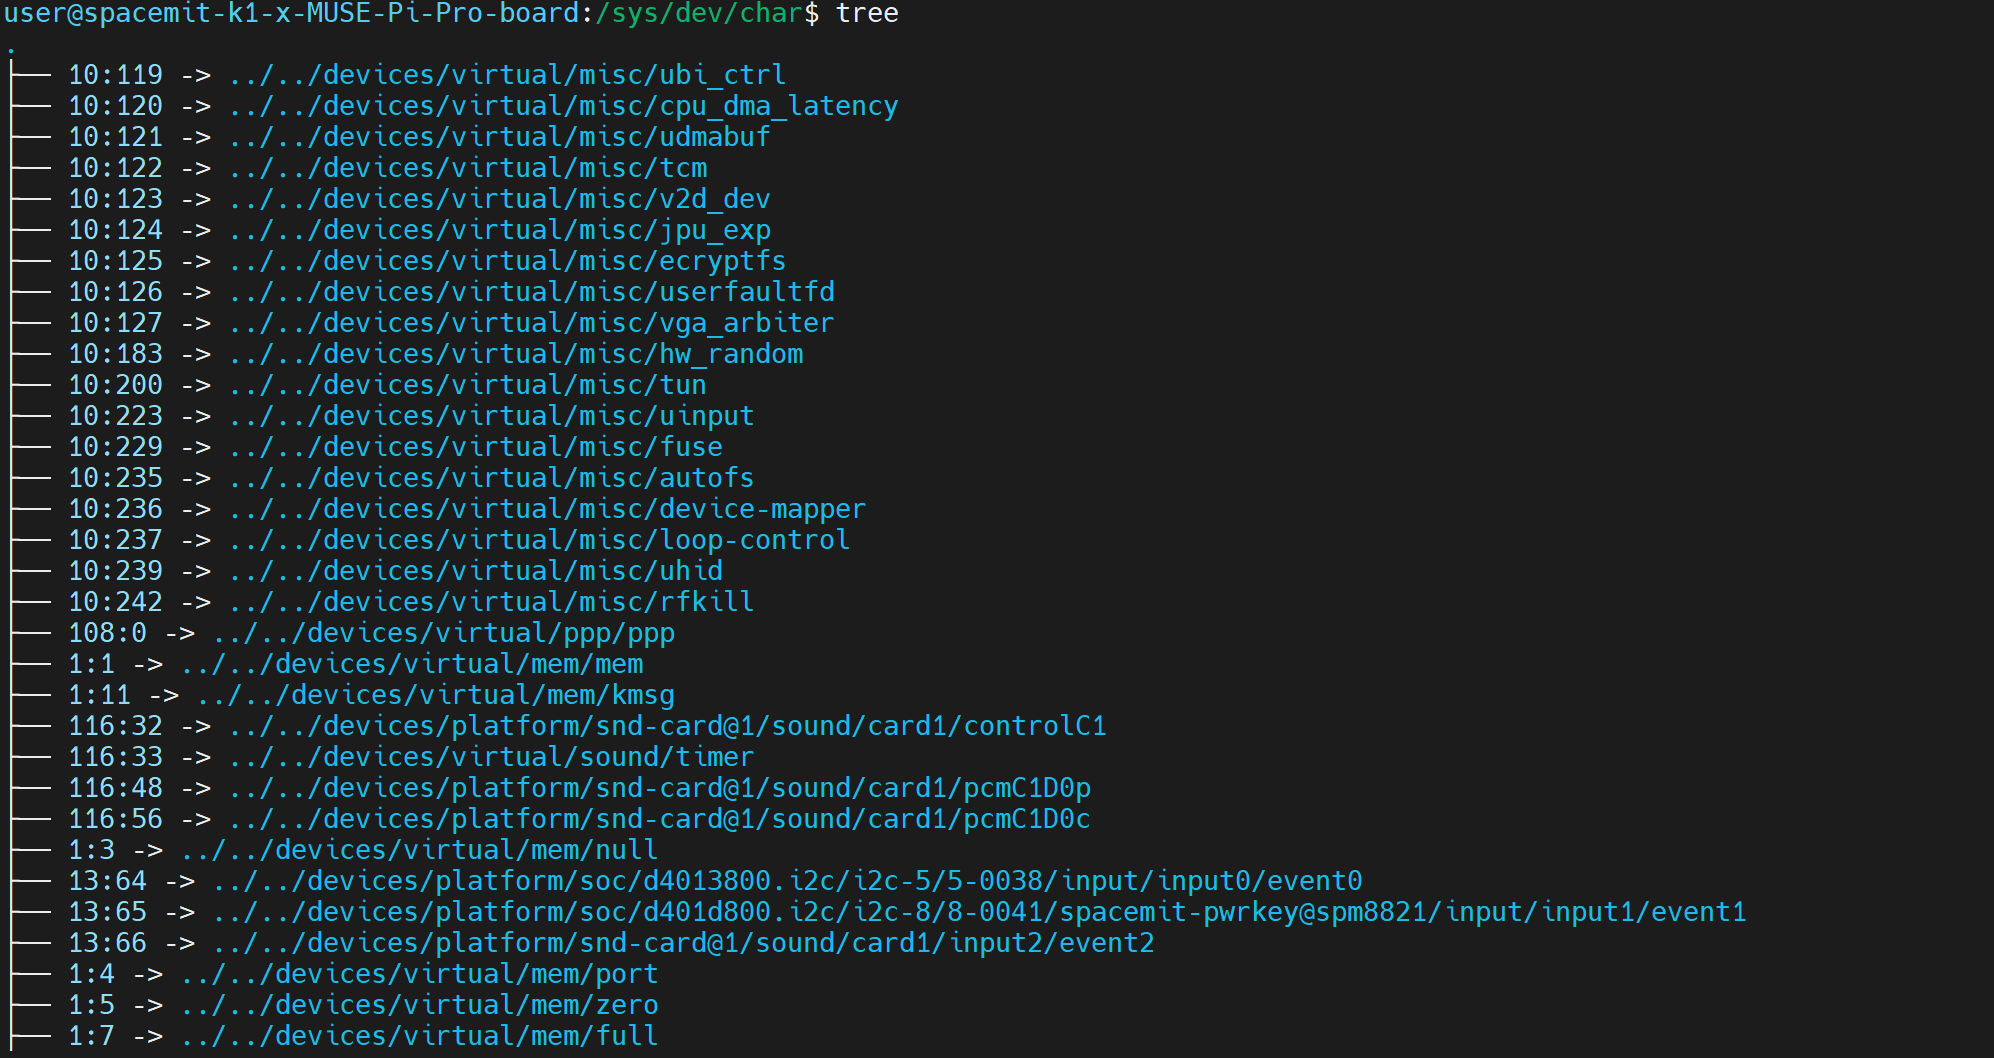 user@spacemit-k1-x-MUSE-Pi-Pro-board:/sys/dev/char$ tree
.
├── 10:119 -> ../../devices/virtual/misc/ubi_ctrl
├── 10:120 -> ../../devices/virtual/misc/cpu_dma_latency
├── 10:121 -> ../../devices/virtual/misc/udmabuf
├── 10:122 -> ../../devices/virtual/misc/tcm
├── 10:123 -> ../../devices/virtual/misc/v2d_dev
├── 10:124 -> ../../devices/virtual/misc/jpu_exp
├── 10:125 -> ../../devices/virtual/misc/ecryptfs
├── 10:126 -> ../../devices/virtual/misc/userfaultfd
├── 10:127 -> ../../devices/virtual/misc/vga_arbiter
├── 10:183 -> ../../devices/virtual/misc/hw_random
├── 10:200 -> ../../devices/virtual/misc/tun
├── 10:223 -> ../../devices/virtual/misc/uinput
├── 10:229 -> ../../devices/virtual/misc/fuse
├── 10:235 -> ../../devices/virtual/misc/autofs
├── 10:236 -> ../../devices/virtual/misc/device-mapper
├── 10:237 -> ../../devices/virtual/misc/loop-control
├── 10:239 -> ../../devices/virtual/misc/uhid
├── 10:242 -> ../../devices/virtual/misc/rfkill
├── 108:0 -> ../../devices/virtual/ppp/ppp
├── 1:1 -> ../../devices/virtual/mem/mem
├── 1:11 -> ../../devices/virtual/mem/kmsg
├── 116:32 -> ../../devices/platform/snd-card@1/sound/card1/controlC1
├── 116:33 -> ../../devices/virtual/sound/timer
├── 116:48 -> ../../devices/platform/snd-card@1/sound/card1/pcmC1D0p
├── 116:56 -> ../../devices/platform/snd-card@1/sound/card1/pcmC1D0c
├── 1:3 -> ../../devices/virtual/mem/null
├── 13:64 -> ../../devices/platform/soc/d4013800.i2c/i2c-5/5-0038/input/input0/event0
├── 13:65 -> ../../devices/platform/soc/d401d800.i2c/i2c-8/8-0041/spacemit-pwrkey@spm8821/input/input1/event1
├── 13:66 -> ../../devices/platform/snd-card@1/sound/card1/input2/event2
├── 1:4 -> ../../devices/virtual/mem/port
├── 1:5 -> ../../devices/virtual/mem/zero
├── 1:7 -> ../../devices/virtual/mem/full